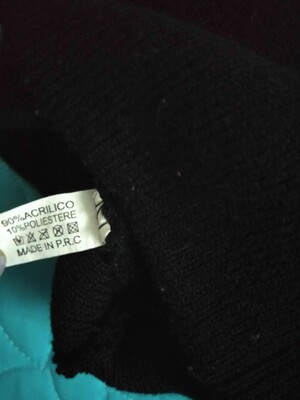 90% ACRILICO
10% POLIESTERE
MADE IN P.R.C